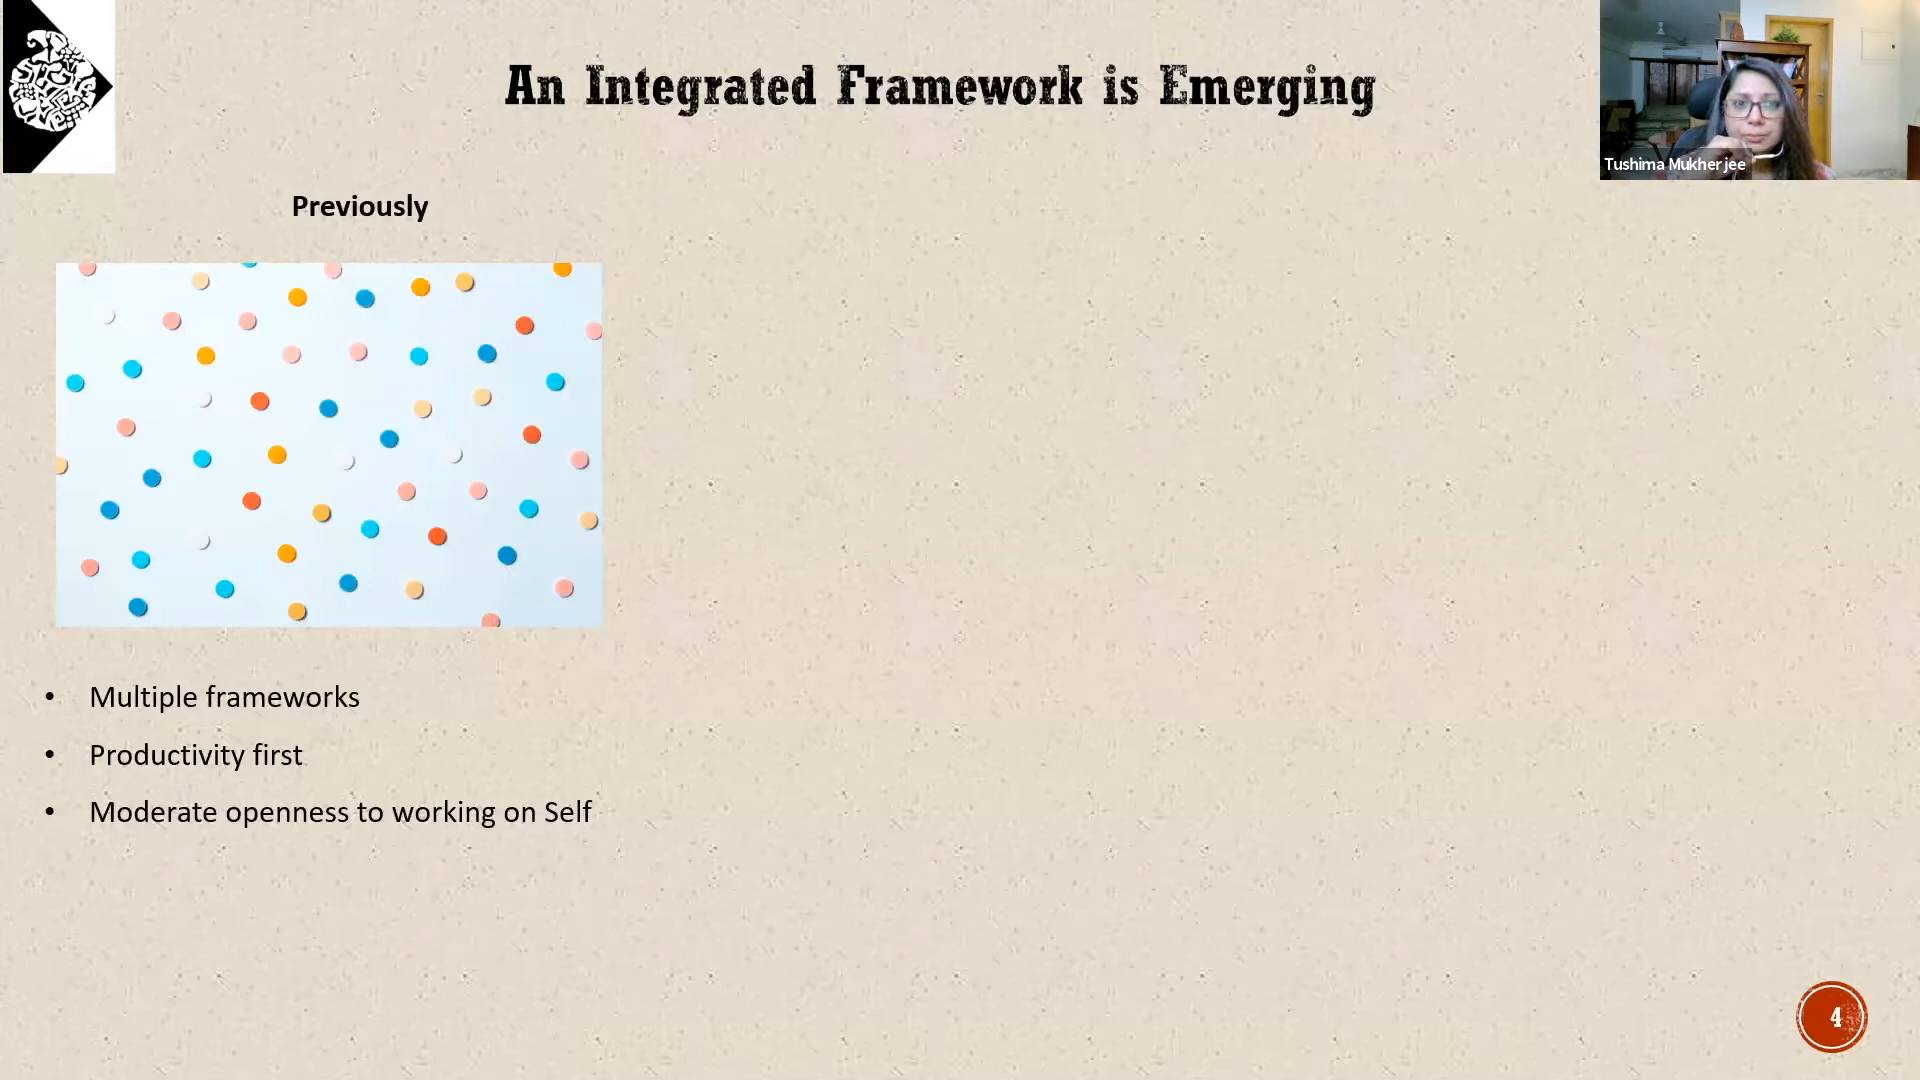 An Integrated Framework is Emerging
Tushima Mukherjee
Previously
• Multiple frameworks
• Productivity first
• Moderate openness to working on Self
4